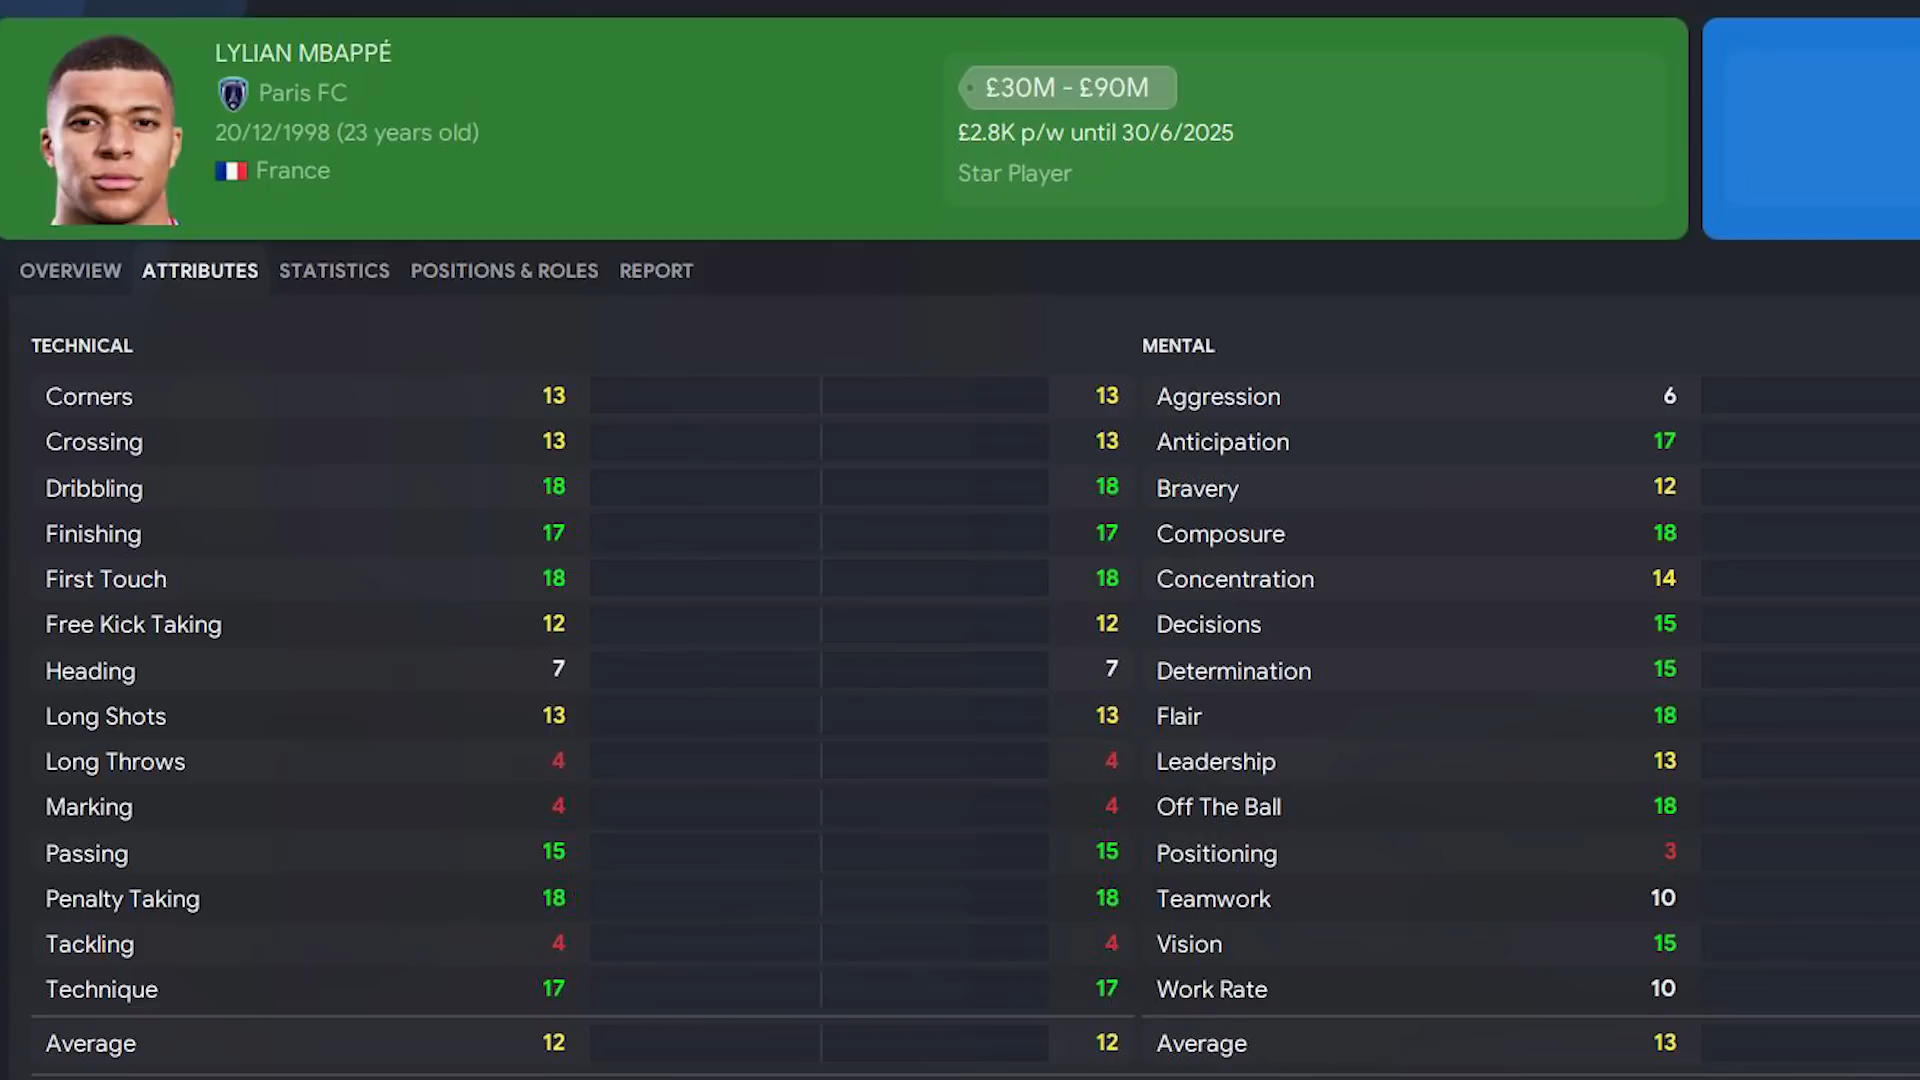 LYLIAN MBAPPÉ
Paris FC
20/12/1998 (23 years old)
France
£30M - £90M
£2.8K p/w until 30/6/2025
Star Player
OVERVIEW ATTRIBUTES STATISTICS POSITIONS & ROLES REPORT
TECHNICAL MENTAL
Corners 13 13 Aggression 6
Crossing 13 13 Anticipation 17
Dribbling 18 18 Bravery 12
Finishing 17 17 Composure 18
First Touch 18 18 Concentration 14
Free Kick Taking 12 12 Decisions 15
Heading 7 7 Determination 15
Long Shots 13 13 Flair 18
Long Throws 4 4 Leadership 13
Marking 4 4 Off The Ball 18
Passing 15 15 Positioning 3
Penalty Taking 18 18 Teamwork 10
Tackling 4 4 Vision 15
Technique 17 17 Work Rate 10
Average 12 12 Average 13